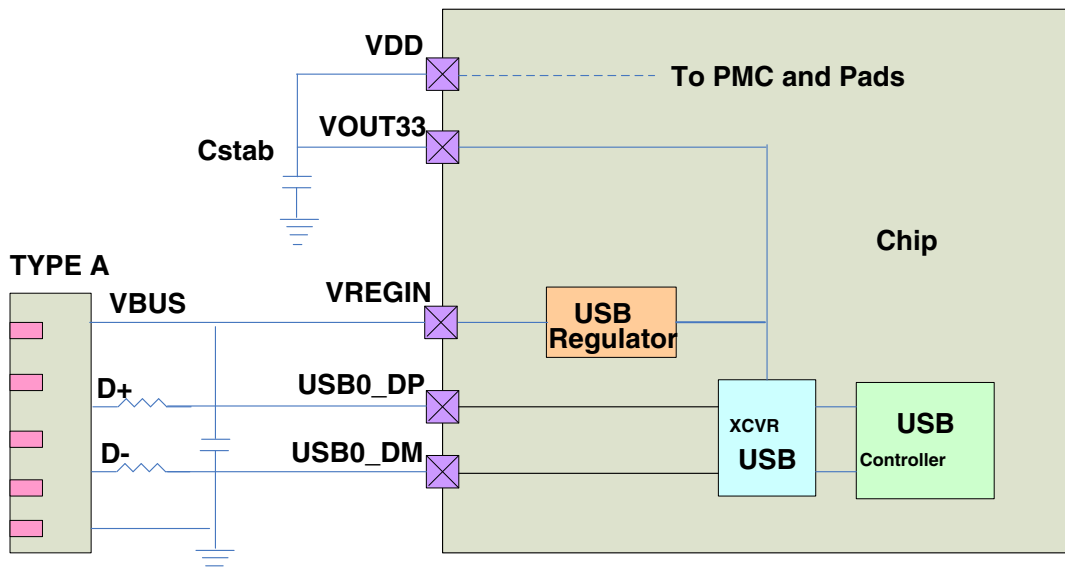 VDD
To PMC and Pads
VOUT33
Cstab
Chip
TYPE A
VBUS
VREGIN
USB
Regulator
D+
USB0_DP
D-
USB0_DM
XCVR
USB
USB
Controller